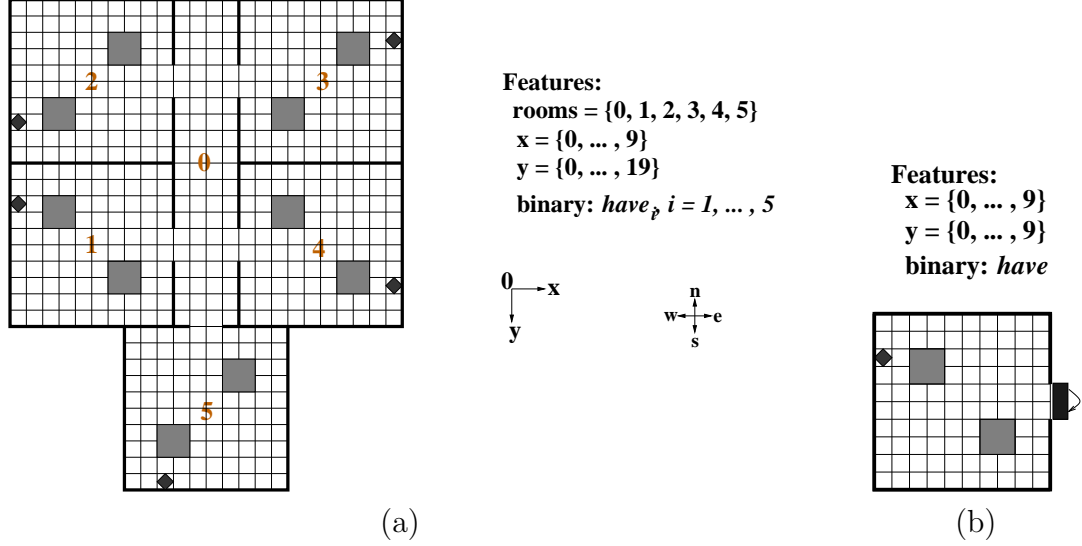 2
3
0
1
4
5
Features:
rooms = {0, 1, 2, 3, 4, 5}
x = {0, ... , 9}
y = {0, ... , 19}
binary: have_i, i = 1, ... , 5
0
x
y
n
w
e
s
(a)
Features:
x = {0, ... , 9}
y = {0, ... , 9}
binary: have
(b)